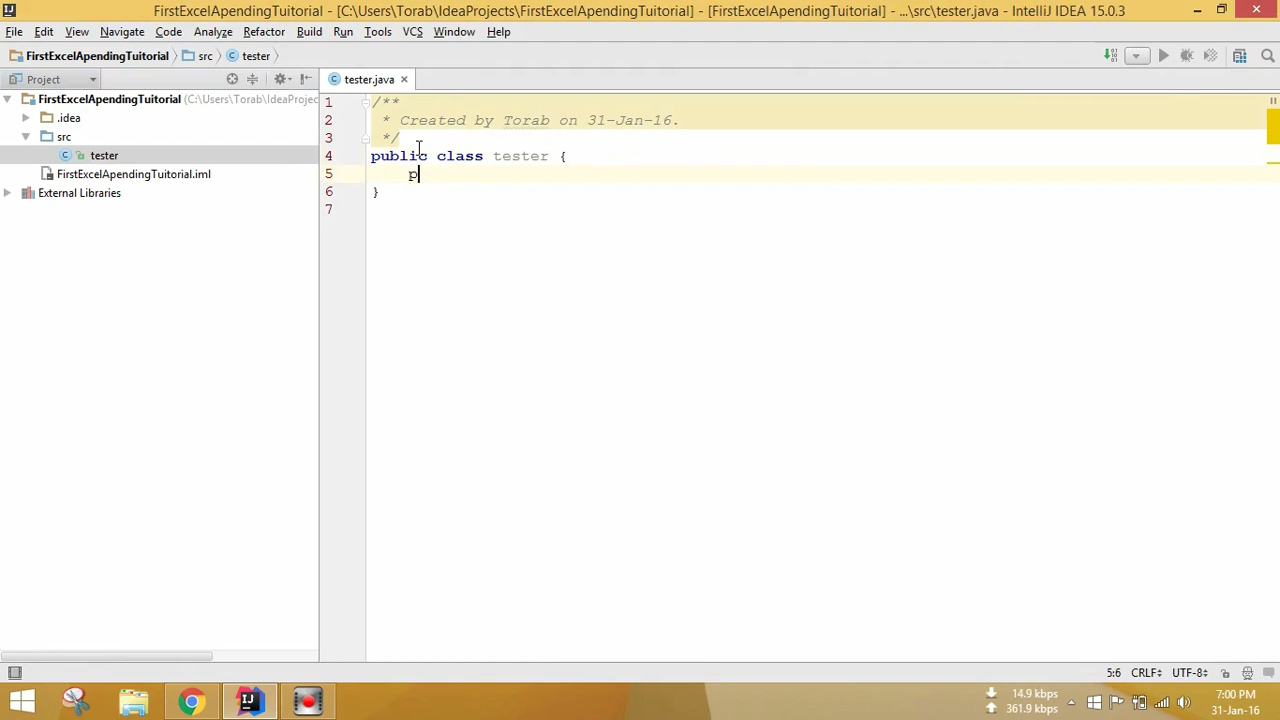 FirstExcelApendingTuitorial - [C:\Users\Torab\IdeaProjects\FirstExcelApendingTuitorial] - [FirstExcelApendingTuitorial] - ...\src\tester.java - IntelliJ IDEA 15.0.3
File Edit View Navigate Code Analyze Refactor Build Run Tools VCS Window Help
FirstExcelApendingTuitorial src tester
Project
FirstExcelApendingTuitorial (C:\Users\Torab\IdeaProjec
.idea
src
tester
FirstExcelApendingTuitorial.iml
External Libraries
tester.java
1 /**
2 * Created by Torab on 31-Jan-16.
3 */
4 public class tester {
5 p
6 }
7
5:6 CRLF UTF-8
14.9 kbps
361.9 kbps
7:00 PM
31-Jan-16